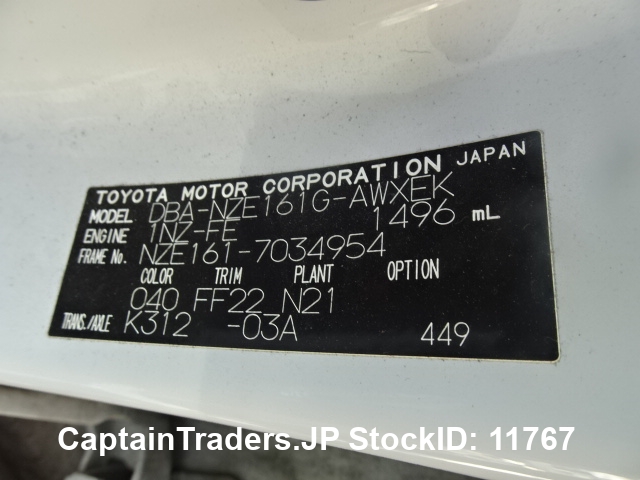 TOYOTA MOTOR CORPORATION JAPAN
MODEL DBA-NZE161G-AWXEK
ENGINE 1NZ-FE 1496 mL
FRAME No. NZE161-7034954
COLOR TRIM PLANT OPTION
040 FF22 N21
TRANS./AXLE K312 -03A 449
CaptainTraders.JP StockID: 11767